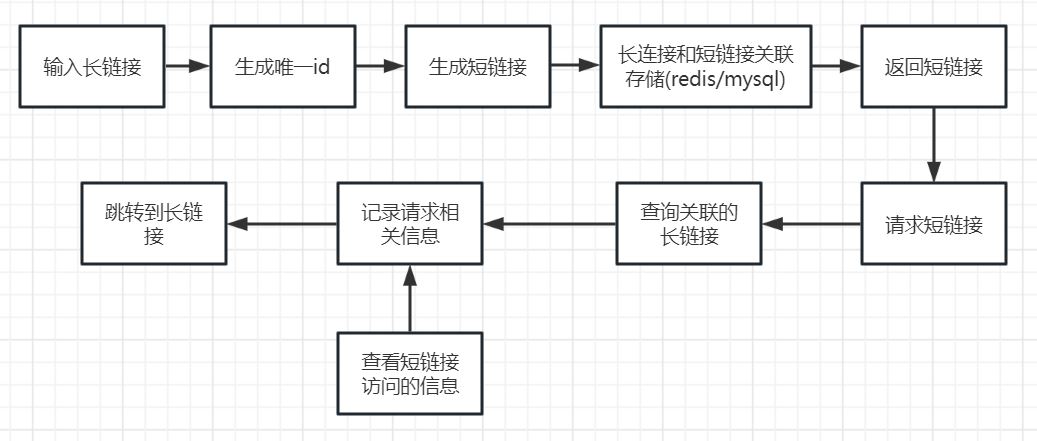 输入长链接
生成唯一id
生成短链接
长连接和短链接关联
存储(redis/mysql)
返回短链接
请求短链接
查询关联的
长链接
记录请求相
关信息
跳转到长链
接
查看短链接
访问的信息